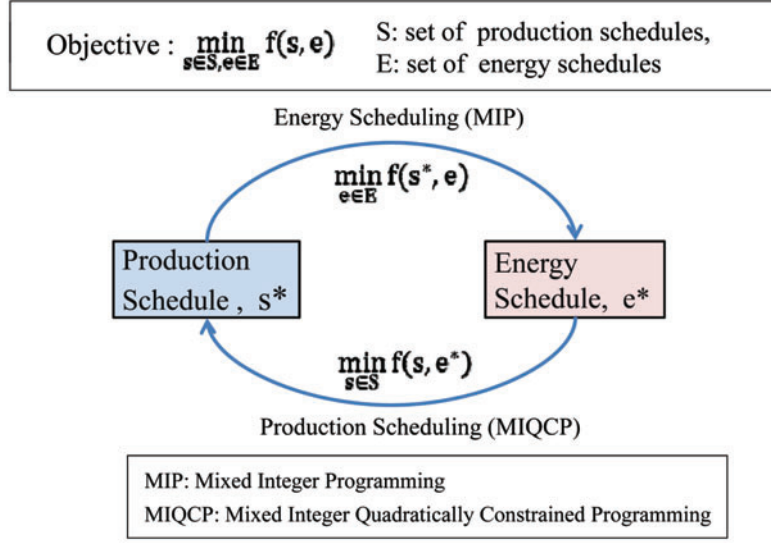 Objective : min f(s, e)
s∈S,e∈E
S: set of production schedules,
E: set of energy schedules
Energy Scheduling (MIP)
min f(s*, e)
e∈E
Production
Schedule , s*
Energy
Schedule, e*
min f(s, e*)
s∈S
Production Scheduling (MIQCP)
MIP: Mixed Integer Programming
MIQCP: Mixed Integer Quadratically Constrained Programming